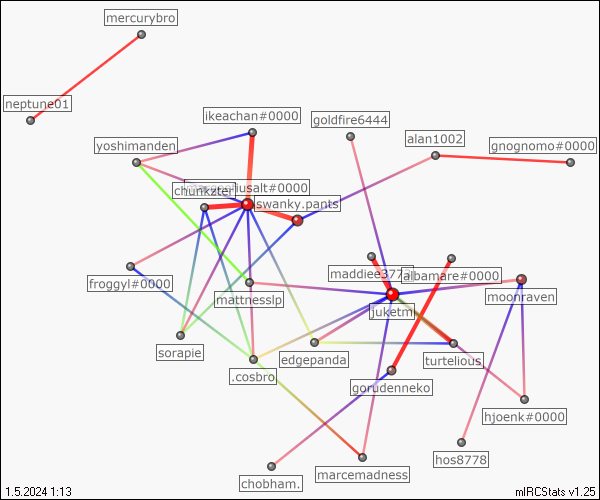 mercurybro
neptune01
ikeachan#0000
goldfire6444
alan1002
yoshimanden
gnognomo#0000
chunkzter
usalt#0000
swanky.pants
maddiee377
albamare#0000
froggyl#0000
mattnesslp
moonraven
juketm
sorapie
edgepanda
turtelious
.cosbro
gorudenneko
hjoenk#0000
hos8778
chobham.
marcemadness
1.5.2024 1:13
mIRCStats v1.25